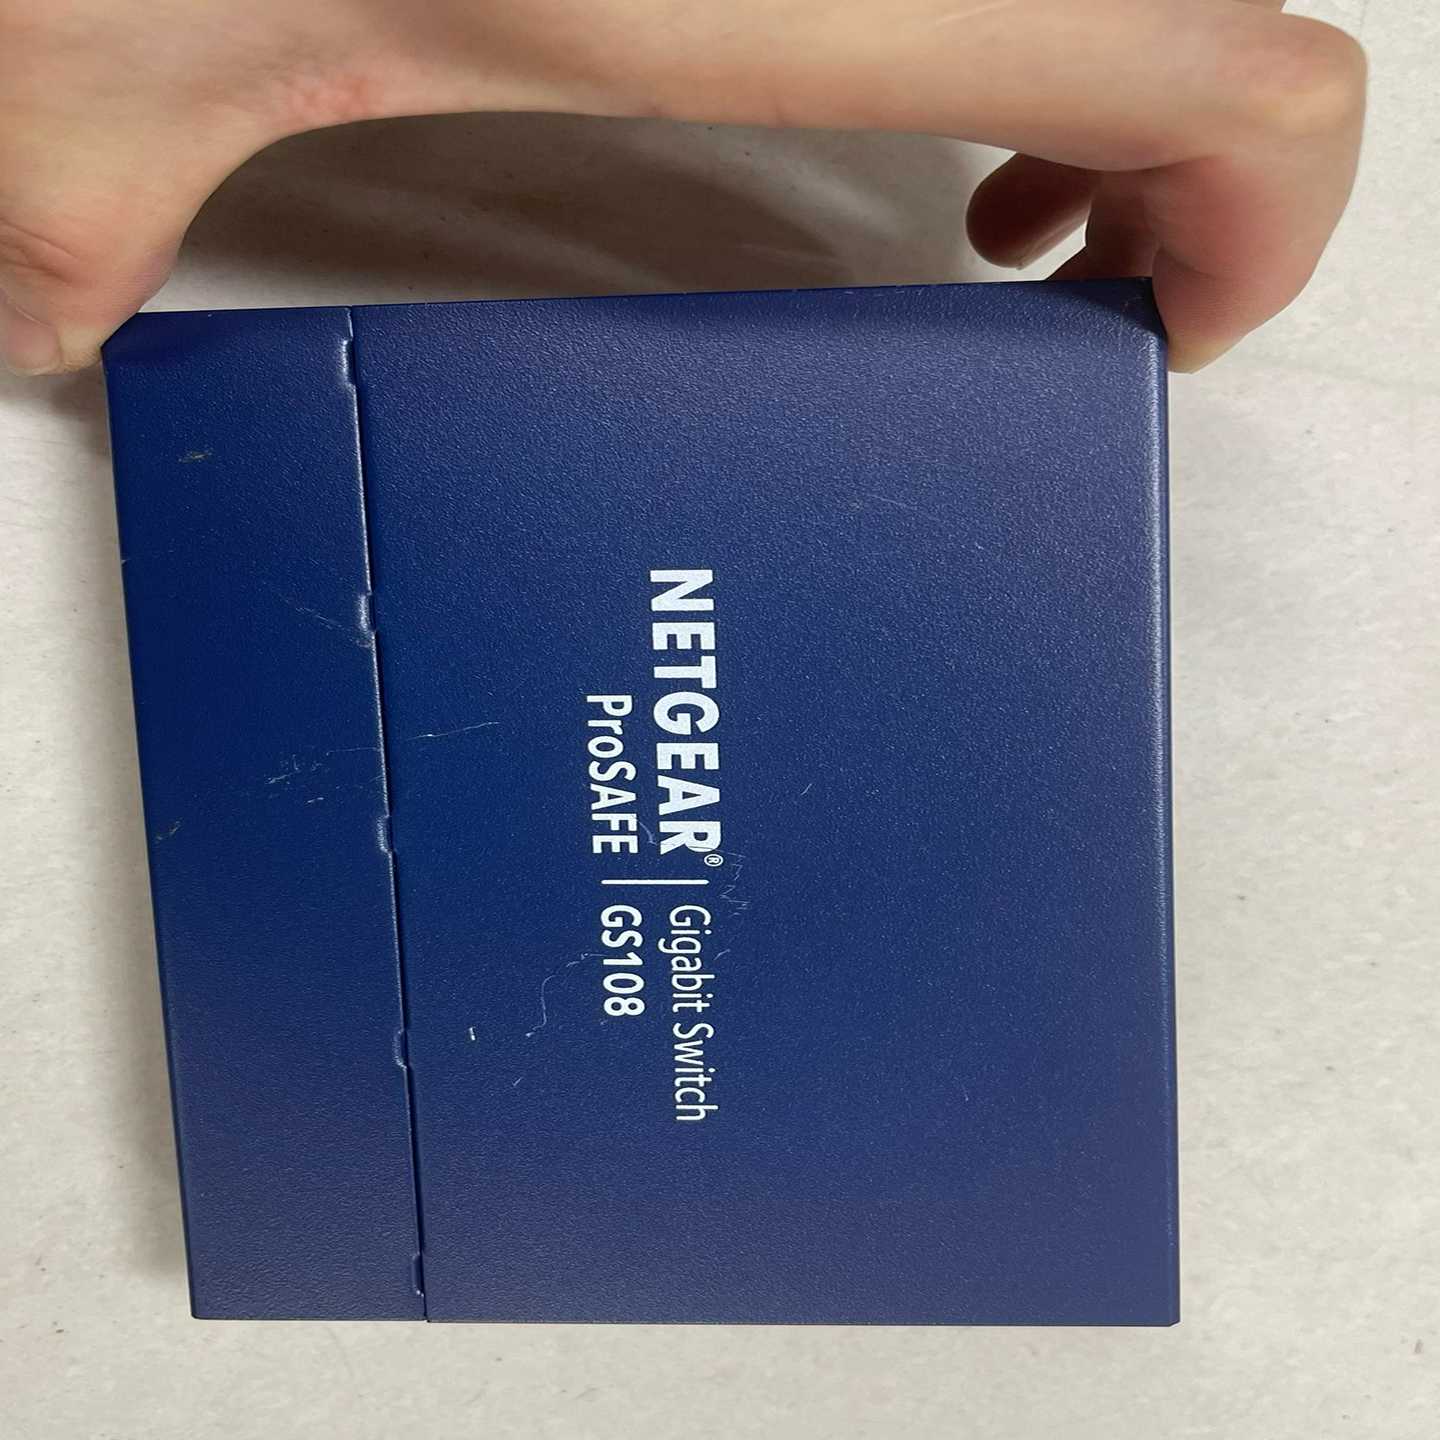 NETGEAR® | Gigabit Switch
ProSAFE | GS108